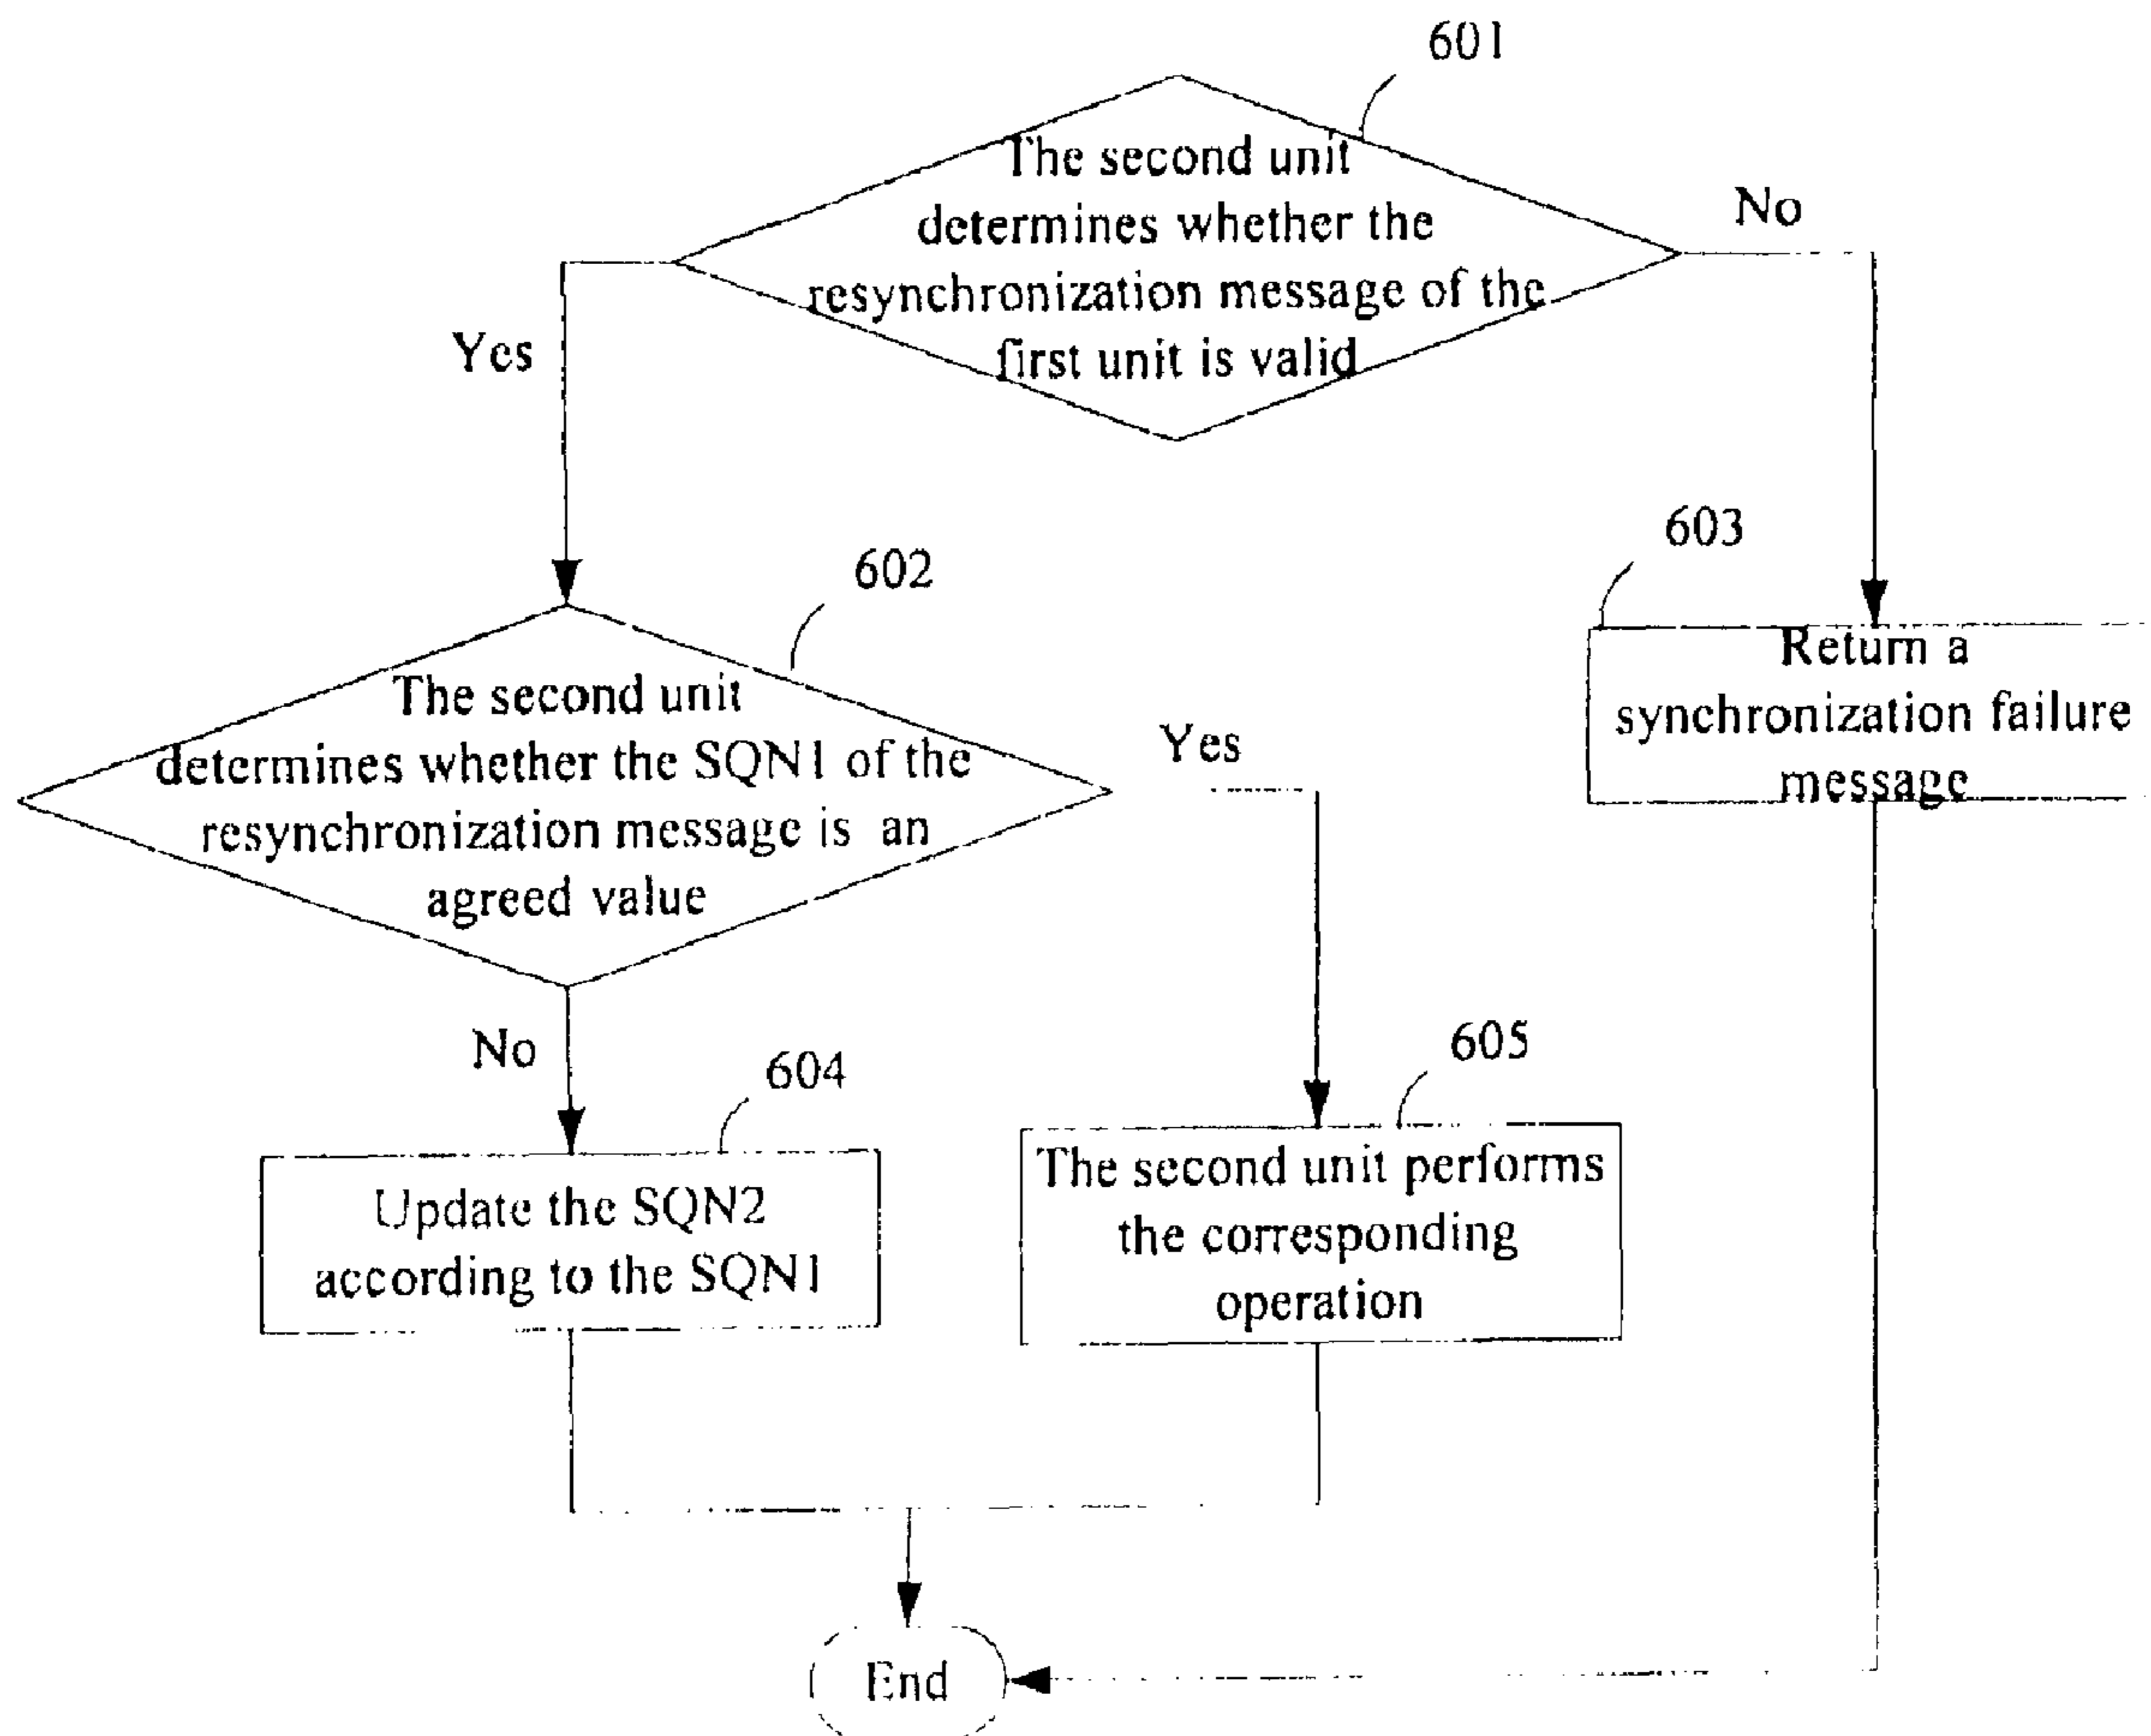 601
The second unit
determines whether the
resynchronization message of the
first unit is valid
No
Yes
602
603
The second unit
determines whether the SQN1 of the
resynchronization message is an
agreed value
Yes
Return a
synchronization failure
message
No
604
605
Update the SQN2
according to the SQN1
The second unit performs
the corresponding
operation
End